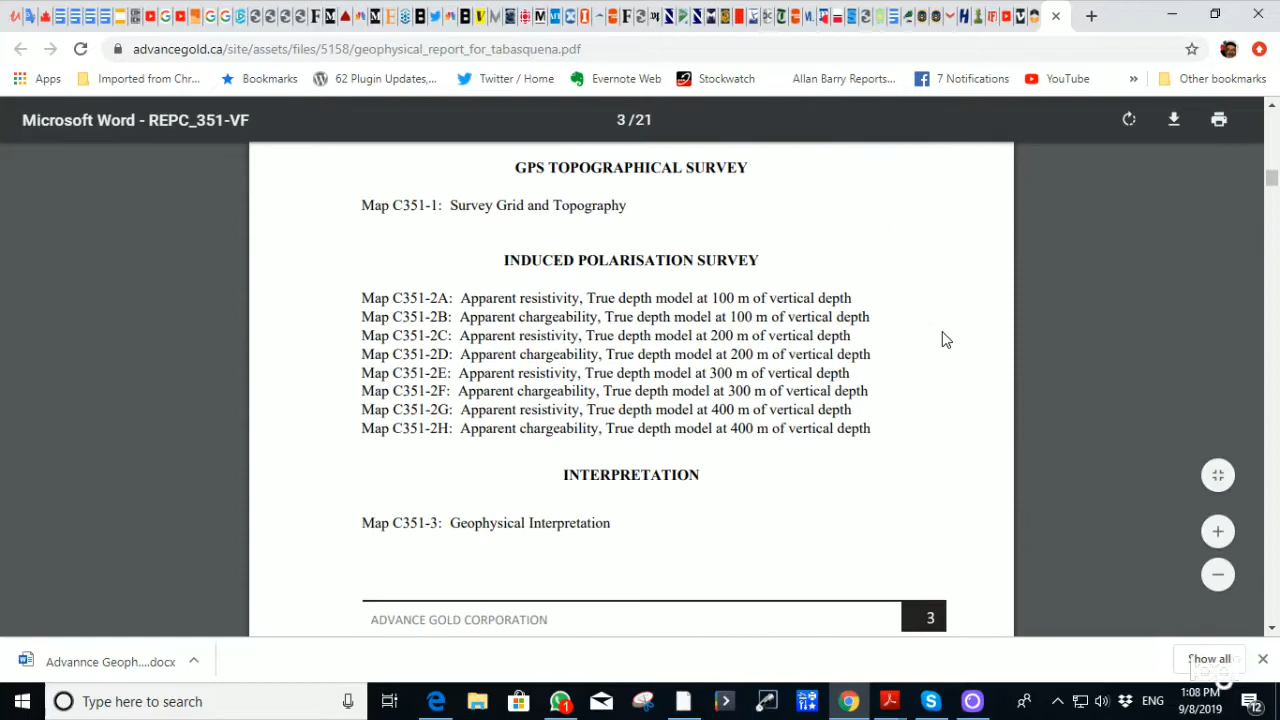 advancegold.ca/site/assets/files/5158/geophysical_report_for_tabasquena.pdf
Apps Imported from Chr... Bookmarks 62 Plugin Updates,... Twitter / Home Evernote Web Stockwatch Allan Barry Reports... 7 Notifications YouTube » Other bookmarks
Microsoft Word - REPC_351-VF 3 / 21
GPS TOPOGRAPHICAL SURVEY
Map C351-1: Survey Grid and Topography
INDUCED POLARISATION SURVEY
Map C351-2A: Apparent resistivity, True depth model at 100 m of vertical depth
Map C351-2B: Apparent chargeability, True depth model at 100 m of vertical depth
Map C351-2C: Apparent resistivity, True depth model at 200 m of vertical depth
Map C351-2D: Apparent chargeability, True depth model at 200 m of vertical depth
Map C351-2E: Apparent resistivity, True depth model at 300 m of vertical depth
Map C351-2F: Apparent chargeability, True depth model at 300 m of vertical depth
Map C351-2G: Apparent resistivity, True depth model at 400 m of vertical depth
Map C351-2H: Apparent chargeability, True depth model at 400 m of vertical depth
INTERPRETATION
Map C351-3: Geophysical Interpretation
ADVANCE GOLD CORPORATION 3
Advannce Geoph....docx Show all
Type here to search ENG 1:08 PM
9/8/2019 12